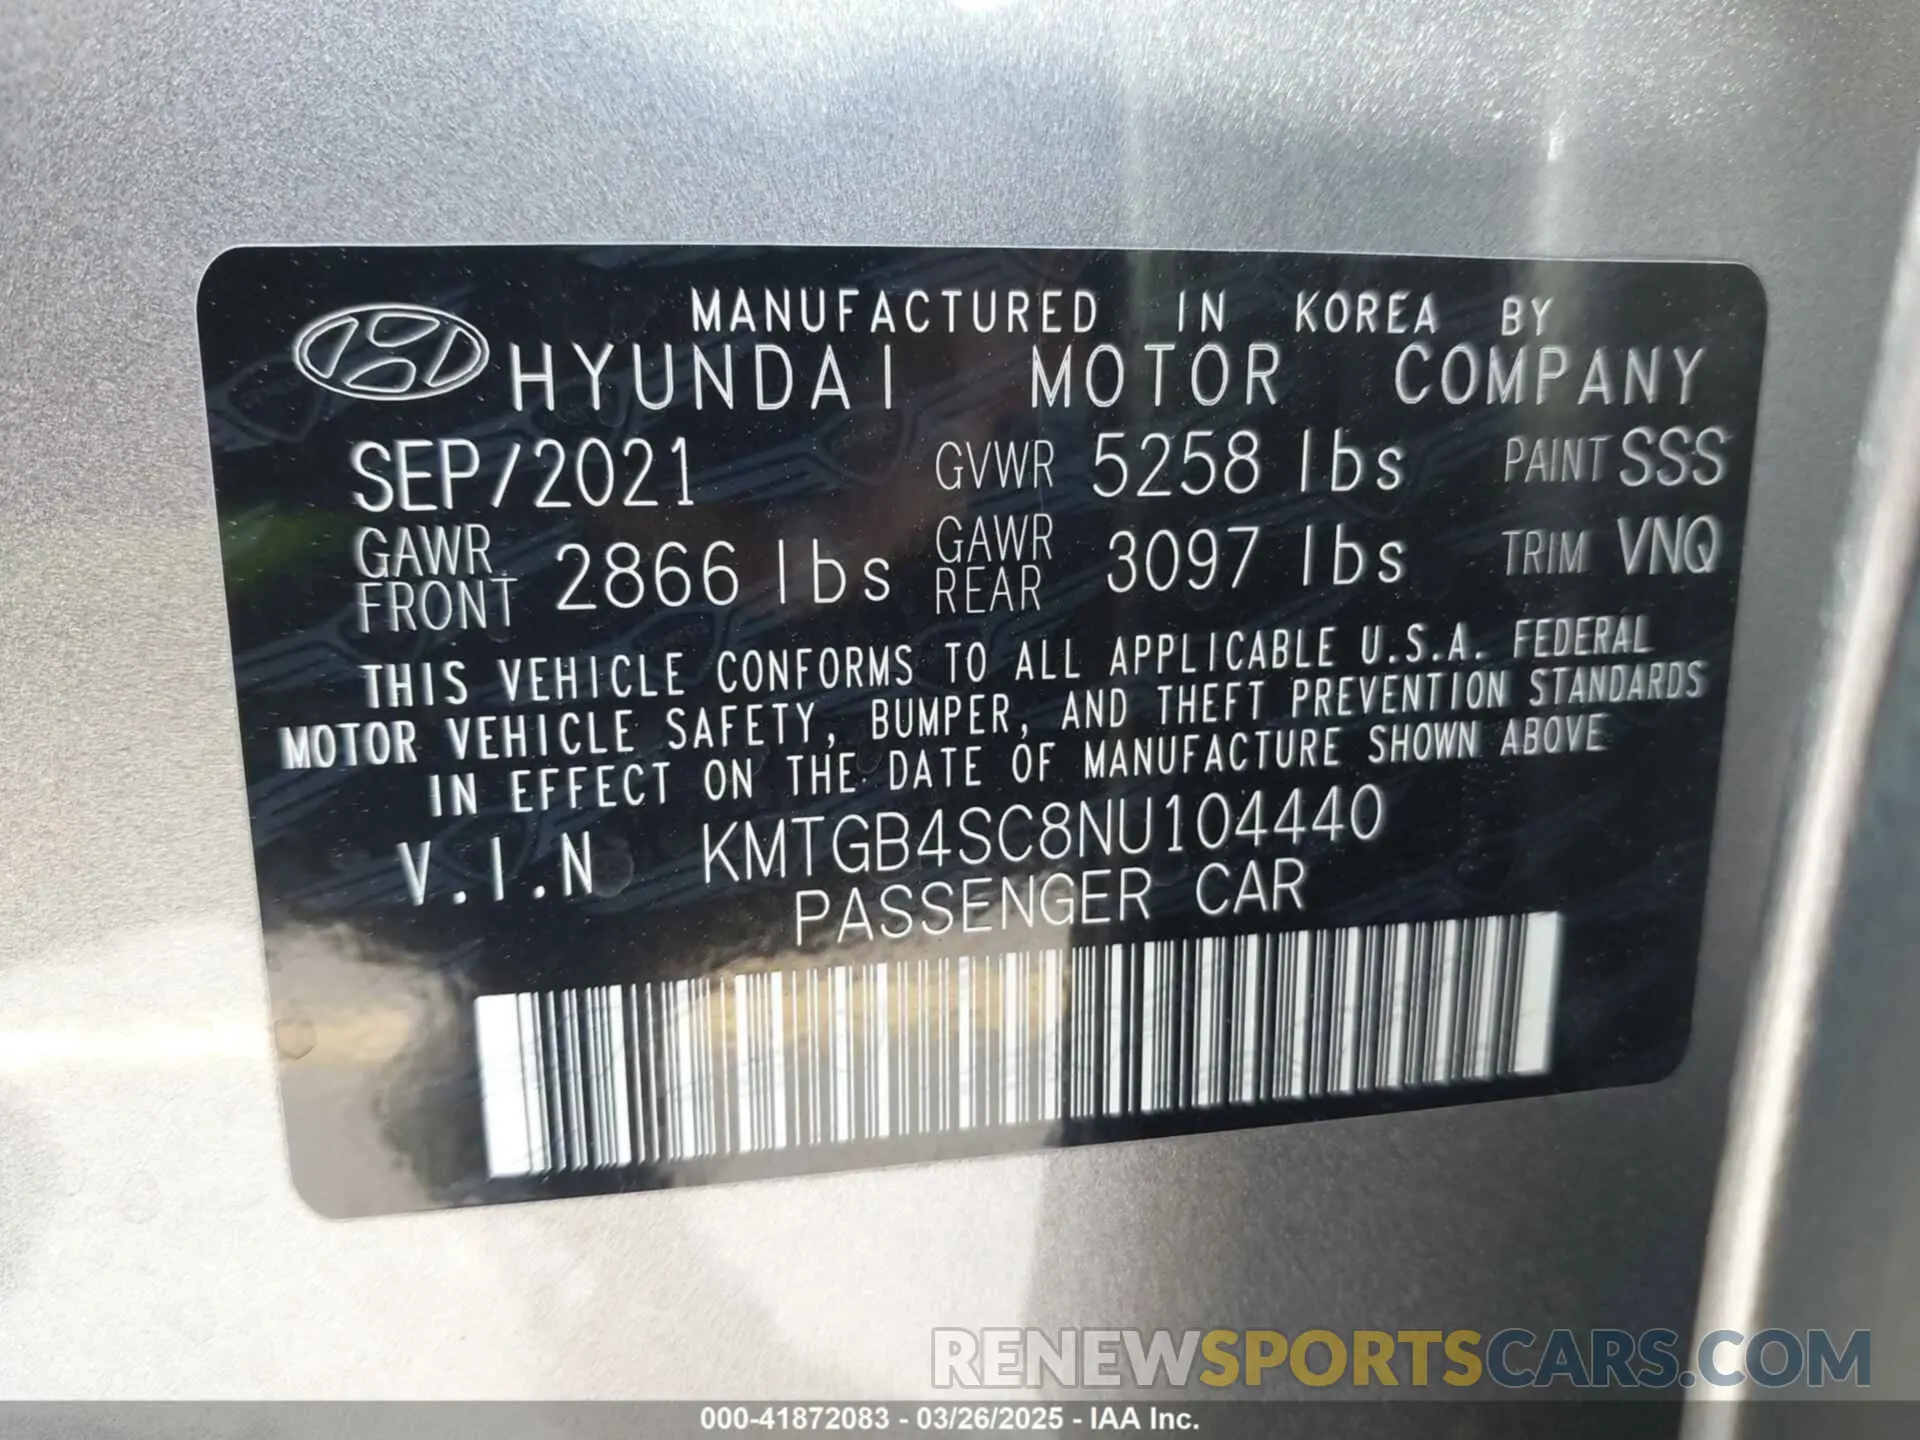 MANUFACTURED IN KOREA BY
HYUNDAI MOTOR COMPANY
SEP/2021 GVWR 5258 lbs PAINT SSS
GAWR FRONT 2866 lbs GAWR REAR 3097 lbs TRIM VNQ
THIS VEHICLE CONFORMS TO ALL APPLICABLE U.S.A. FEDERAL
MOTOR VEHICLE SAFETY, BUMPER, AND THEFT PREVENTION STANDARDS
IN EFFECT ON THE DATE OF MANUFACTURE SHOWN ABOVE
V.I.N KMTGB4SC8NU104440
PASSENGER CAR
RENEWSPORTSCARS.COM
000-41872083 - 03/26/2025 - IAA Inc.